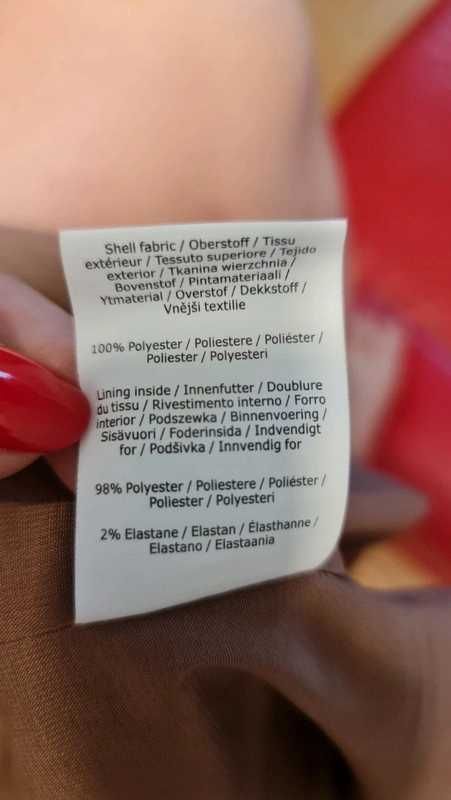 Shell fabric / Oberstoff / Tissu
extérieur / Tessuto superiore / Tejido
exterior / Tkanina wierzchnia /
Bovenstof / Pintamateriaali /
Ytmaterial / Overstof / Dekkstoff /
Vnějši textilie
100% Polyester / Poliestere / Poliéster /
Poliester / Polyesteri
Lining inside / Innenfutter / Doublure
du tissu / Rivestimento interno / Forro
interior / Podszewka / Binnenvoering /
Sisävuori / Foderinsida / Indvendigt
for / Podšivka / Innvendig for
98% Polyester / Poliestere / Poliéster /
Poliester / Polyesteri
2% Elastane / Elastan / Élasthanne /
Elastano / Elastaania